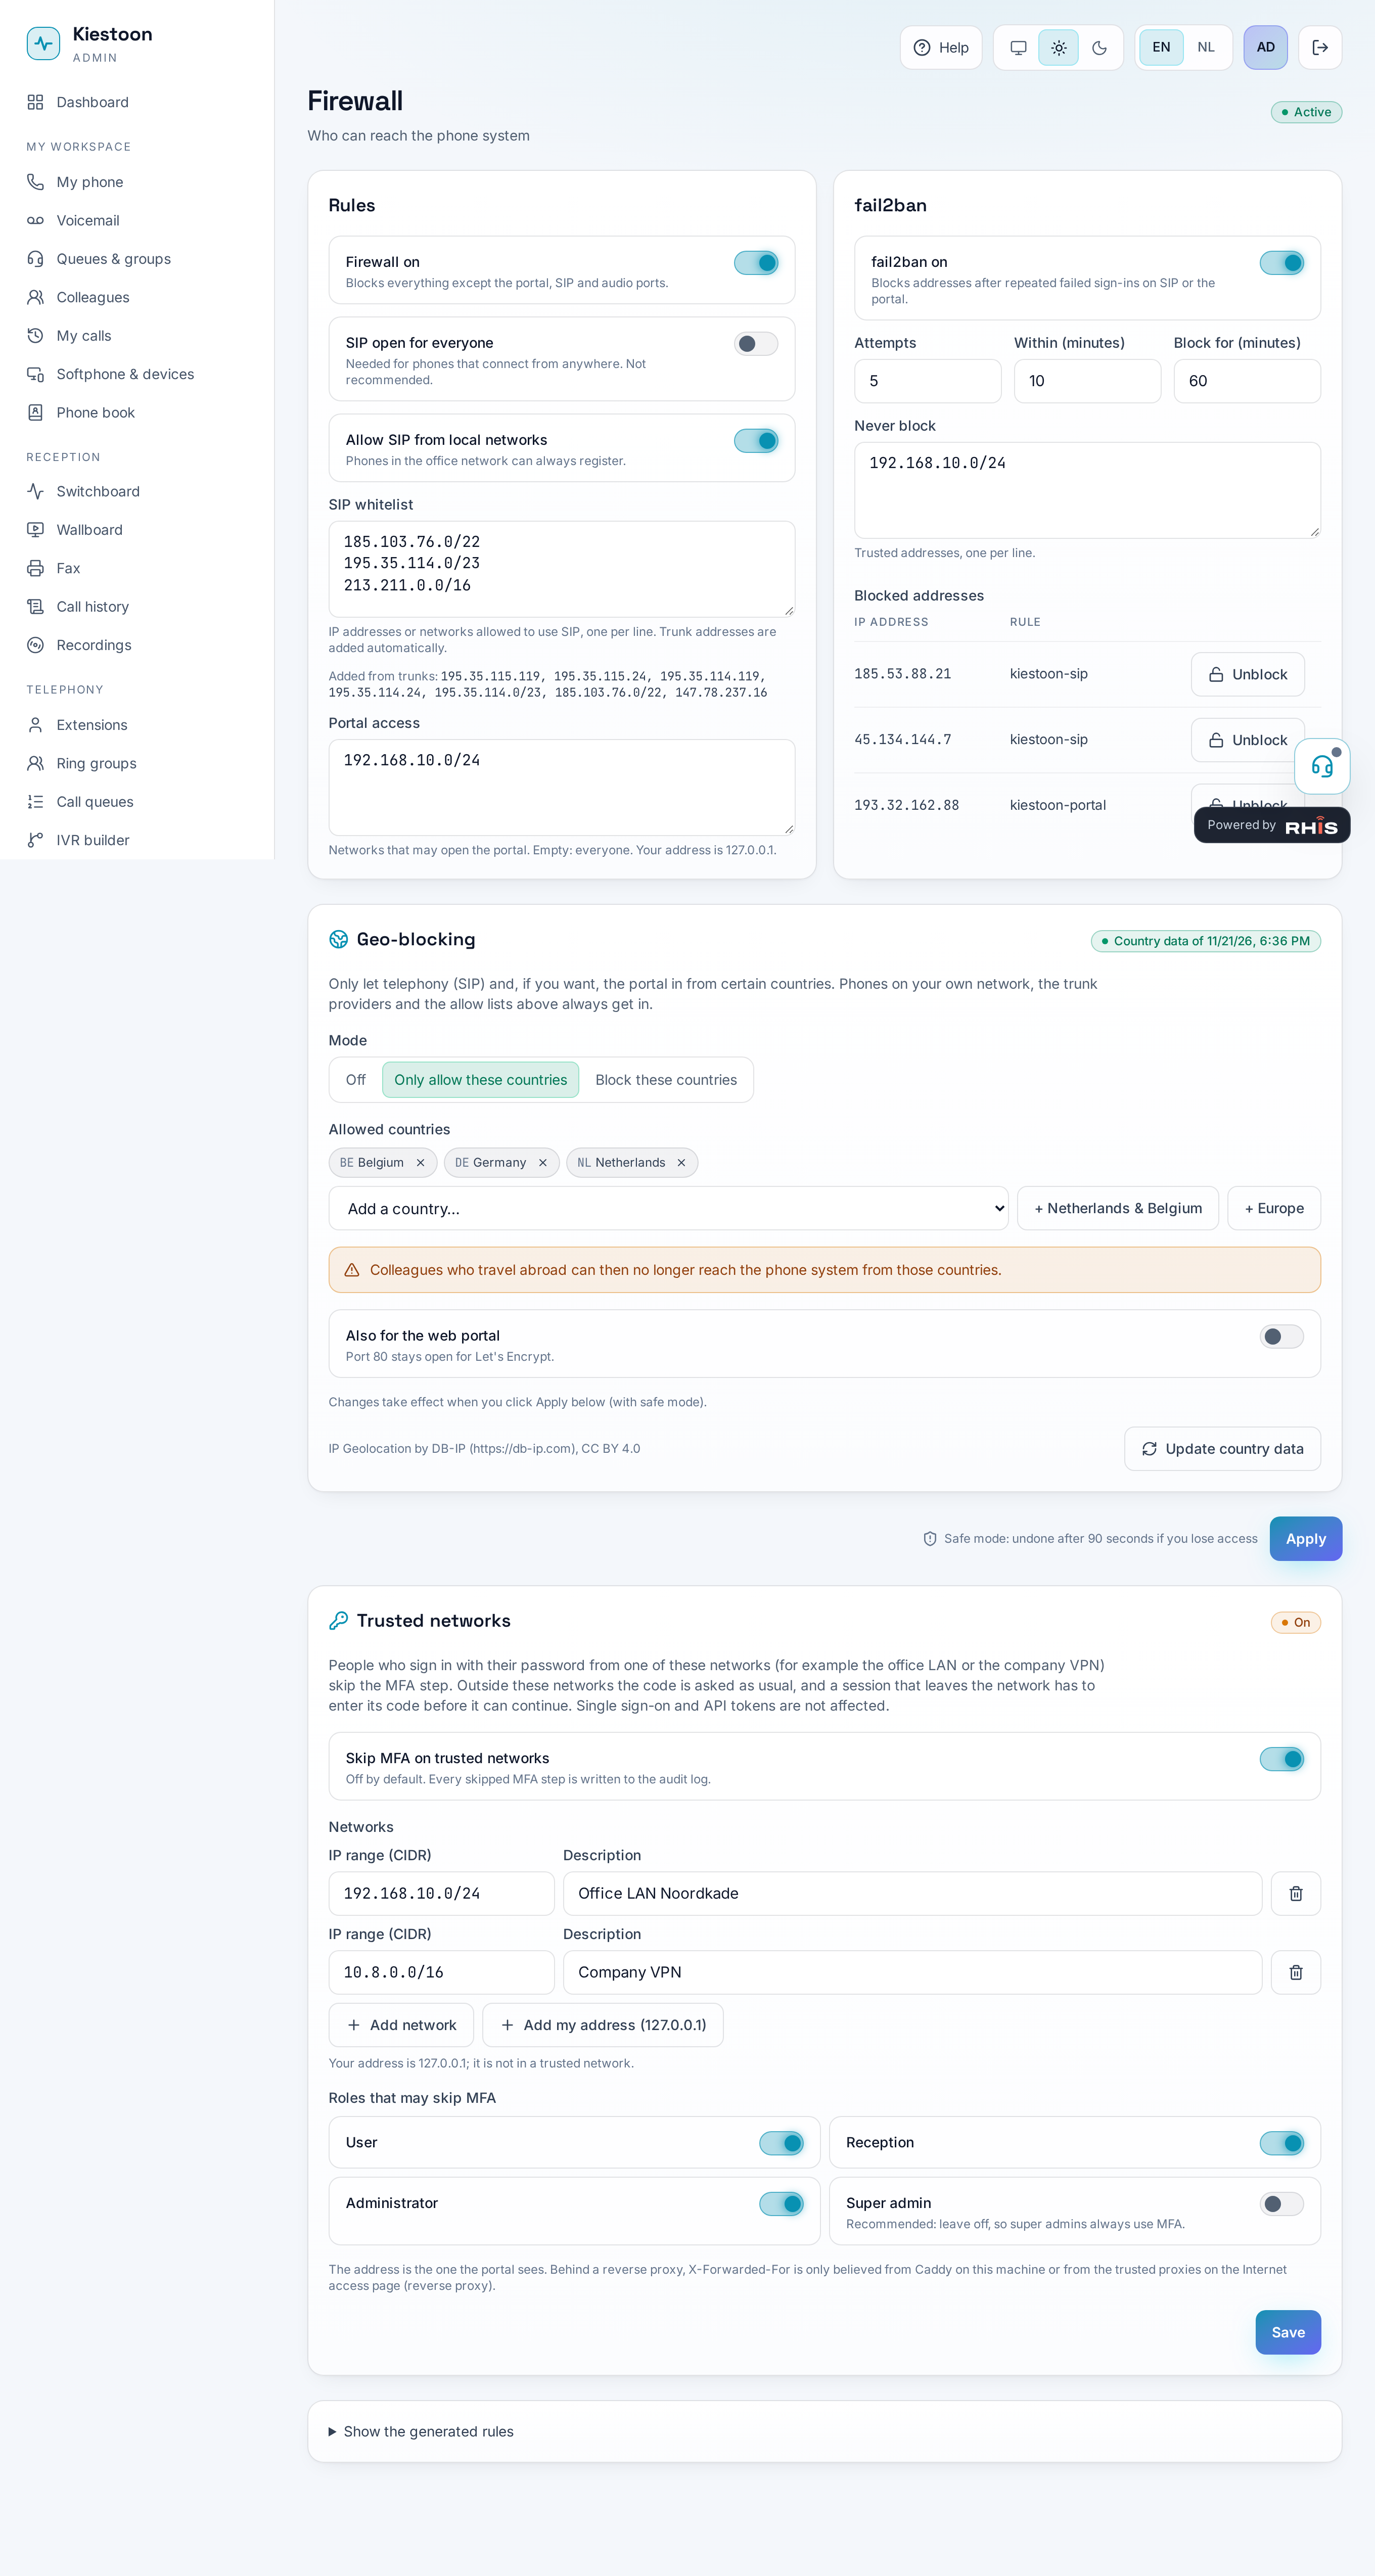 Kiestoon
ADMIN
Dashboard
MY WORKSPACE
My phone
Voicemail
Queues & groups
Colleagues
My calls
Softphone & devices
Phone book
RECEPTION
Switchboard
Wallboard
Fax
Call history
Recordings
TELEPHONY
Extensions
Ring groups
Call queues
IVR builder
Help
EN NL
AD
Firewall
Who can reach the phone system
Active
Rules
Firewall on
Blocks everything except the portal, SIP and audio ports.
SIP open for everyone
Needed for phones that connect from anywhere. Not
recommended.
Allow SIP from local networks
Phones in the office network can always register.
SIP whitelist
185.103.76.0/22
195.35.114.0/23
213.211.0.0/16
IP addresses or networks allowed to use SIP, one per line. Trunk addresses are
added automatically.
Added from trunks: 195.35.115.119, 195.35.115.24, 195.35.114.119,
195.35.114.24, 195.35.114.0/23, 185.103.76.0/22, 147.78.237.16
Portal access
192.168.10.0/24
Networks that may open the portal. Empty: everyone. Your address is 127.0.0.1.
fail2ban
fail2ban on
Blocks addresses after repeated failed sign-ins on SIP or the
portal.
Attempts Within (minutes) Block for (minutes)
5 10 60
Never block
192.168.10.0/24
Trusted addresses, one per line.
Blocked addresses
IP ADDRESS RULE
185.53.88.21 kiestoon-sip Unblock
45.134.144.7 kiestoon-sip Unblock
193.32.162.88 kiestoon-portal Unblock
Powered by RHIS
Geo-blocking
Country data of 11/21/26, 6:36 PM
Only let telephony (SIP) and, if you want, the portal in from certain countries. Phones on your own network, the trunk
providers and the allow lists above always get in.
Mode
Off Only allow these countries Block these countries
Allowed countries
BE Belgium × DE Germany × NL Netherlands ×
Add a country... + Netherlands & Belgium + Europe
Colleagues who travel abroad can then no longer reach the phone system from those countries.
Also for the web portal
Port 80 stays open for Let's Encrypt.
Changes take effect when you click Apply below (with safe mode).
IP Geolocation by DB-IP (https://db-ip.com), CC BY 4.0
Update country data
Safe mode: undone after 90 seconds if you lose access
Apply
Trusted networks
On
People who sign in with their password from one of these networks (for example the office LAN or the company VPN)
skip the MFA step. Outside these networks the code is asked as usual, and a session that leaves the network has to
enter its code before it can continue. Single sign-on and API tokens are not affected.
Skip MFA on trusted networks
Off by default. Every skipped MFA step is written to the audit log.
Networks
IP range (CIDR) Description
192.168.10.0/24 Office LAN Noordkade
IP range (CIDR) Description
10.8.0.0/16 Company VPN
Add network Add my address (127.0.0.1)
Your address is 127.0.0.1; it is not in a trusted network.
Roles that may skip MFA
User Reception
Administrator Super admin
Recommended: leave off, so super admins always use MFA.
The address is the one the portal sees. Behind a reverse proxy, X-Forwarded-For is only believed from Caddy on this machine or from the trusted proxies on the Internet
access page (reverse proxy).
Save
Show the generated rules